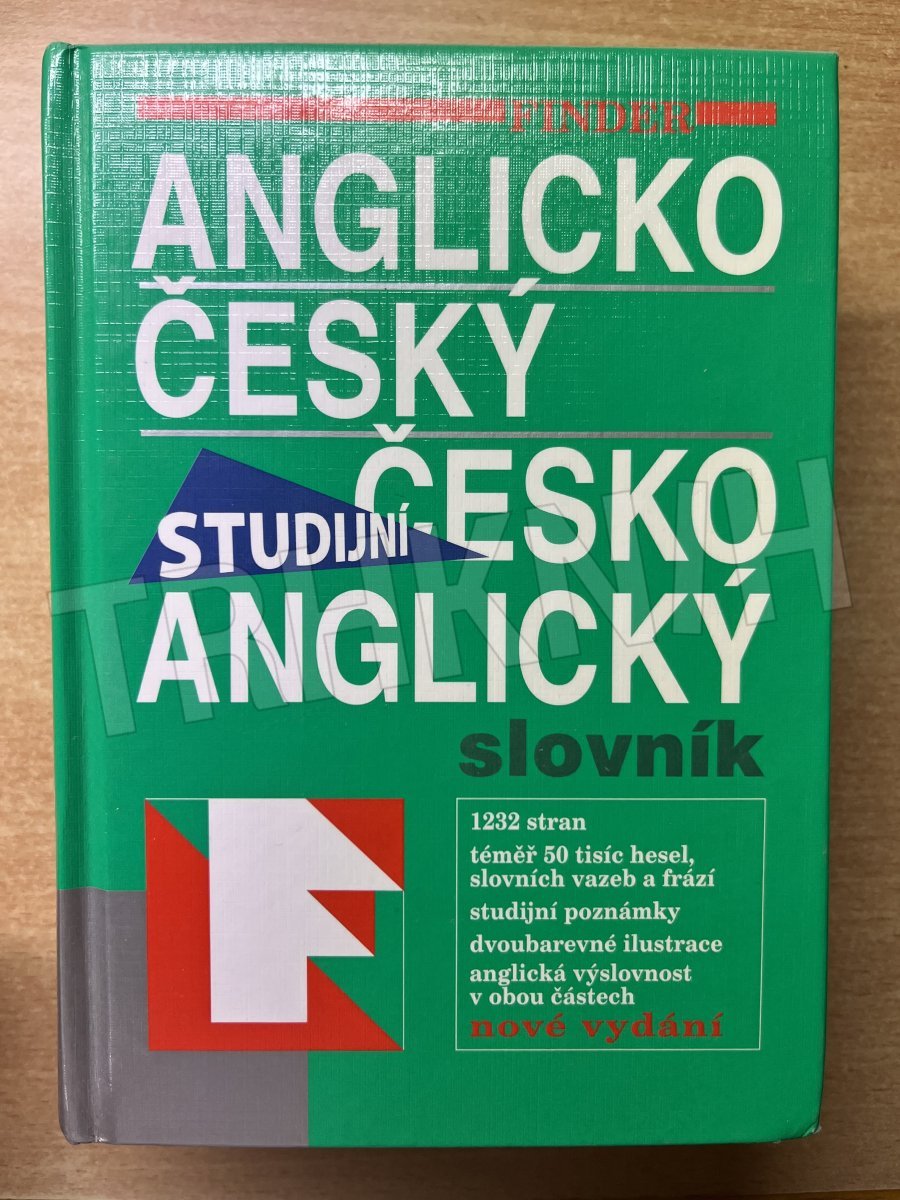 FINDER
ANGLICKO
ČESKÝ
ČESKO
STUDIJNÍ-
ANGLICKÝ
slovník
1232 stran
téměř 50 tisíc hesel,
slovních vazeb a frází
studijní poznámky
dvoubarevné ilustrace
anglická výslovnost
v obou částech
nové vydání
TRHKNIH